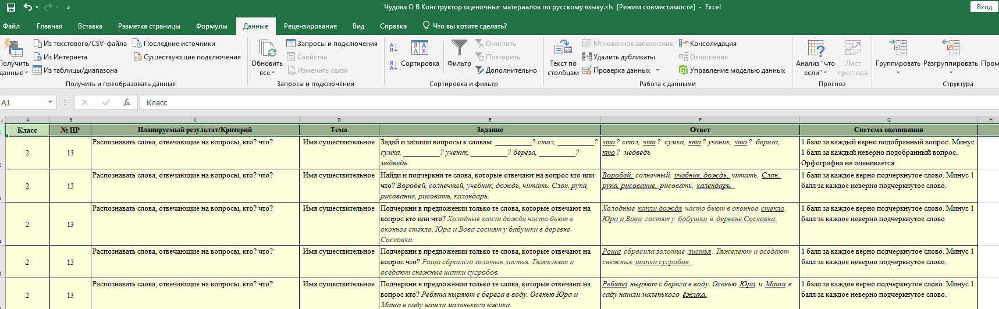 Чудова О В Конструктор оценочных материалов по русскому языку.xls [Режим совместимости] - Excel
Вход
Файл Главная Вставка Разметка страницы Формулы Данные Рецензирование Вид Справка Что вы хотите сделать?
Получить данные
Из текстового/CSV-файла
Из Интернета
Из таблицы/диапазона
Последние источники
Существующие подключения
Получить и преобразовать данные
Обновить все
Запросы и подключения
Свойства
Изменить связи
Запросы и подключения
Сортировка
Фильтр
Очистить
Повторить
Дополнительно
Сортировка и фильтр
Текст по столбцам
Мгновенное заполнение
Удалить дубликаты
Проверка данных
Консолидация
Отношения
Управление моделью данных
Работа с данными
Анализ "что если"
Лист прогноза
Прогноз
Группировать
Разгруппировать
Пром
Структура
A1
fx
Класс
A B C D E F G H
1
Класс № ПР Планируемый результат/Критерий Тема Задание Ответ Система оценивания
2
2
13
Распознавать слова, отвечающие на вопросы, кто? что?
Имя существительное
Задай и запиши вопросы к словам __________? стол, __________?
сумка, __________? ученик, __________? береза, __________?
медведь
что? стол, что? сумка, кто? ученик, что? береза,
кто? медведь
1 балл за каждый верно подобранный вопрос. Минус
1 балл за каждый неверно подобранный вопрос.
Орфография не оценивается
3
2
13
Распознавать слова, отвечающие на вопросы, кто? что?
Имя существительное
Найди и подчеркни те слова, которые отвечают на вопрос кто или
что? Воробей, солнечный, учебник, дождь, читать. Слон, рука,
рисование, рисовать, календарь.
Воробей, солнечный, учебник, дождь, читать. Слон,
рука, рисование, рисовать, календарь.
1 балл за каждое верно подчеркнутое слово. Минус 1
балл за каждое неверно подчеркнутое слово.
4
2
13
Распознавать слова, отвечающие на вопросы, кто? что?
Имя существительное
Подчеркни в предложении только те слова, которые отвечают на
вопрос кто или что? Холодные капли дождя часто бьют в
оконное стекло. Юра и Вова гостят у бабушки в деревне
Сосновка.
Холодные капли дождя часто бьют в оконное стекло.
Юра и Вова гостят у бабушки в деревне Сосновка.
1 балл за каждое верно подчеркнутое слово. Минус 1
балл за каждое неверно подчеркнутое слово
5
2
13
Распознавать слова, отвечающие на вопросы, кто? что?
Имя существительное
Подчеркни в предложении только те слова, которые отвечают на
вопрос что? Роща сбросила золотые листья. Тяжелеют и
оседают снежные шапки сугробов.
Роща сбросила золотые листья. Тяжелеют и оседают
снежные шапки сугробов.
1 балл за каждое верно подчеркнутое слово. Минус 1
балл за каждое неверно подчеркнутое слово.
2
13
Распознавать слова, отвечающие на вопросы, кто? что?
Имя существительное
Подчеркни в предложении только те слова, которые отвечают на
вопрос кто? Ребята ныряют с берега в воду. Осенью Юра и
Маша в саду нашли маленького ёжика.
Ребята ныряют с берега в воду. Осенью Юра и Маша в
саду нашли маленького ёжика.
1 балл за каждое верно подчеркнутое слово. Минус 1
балл за каждое неверно подчеркнутое слово.